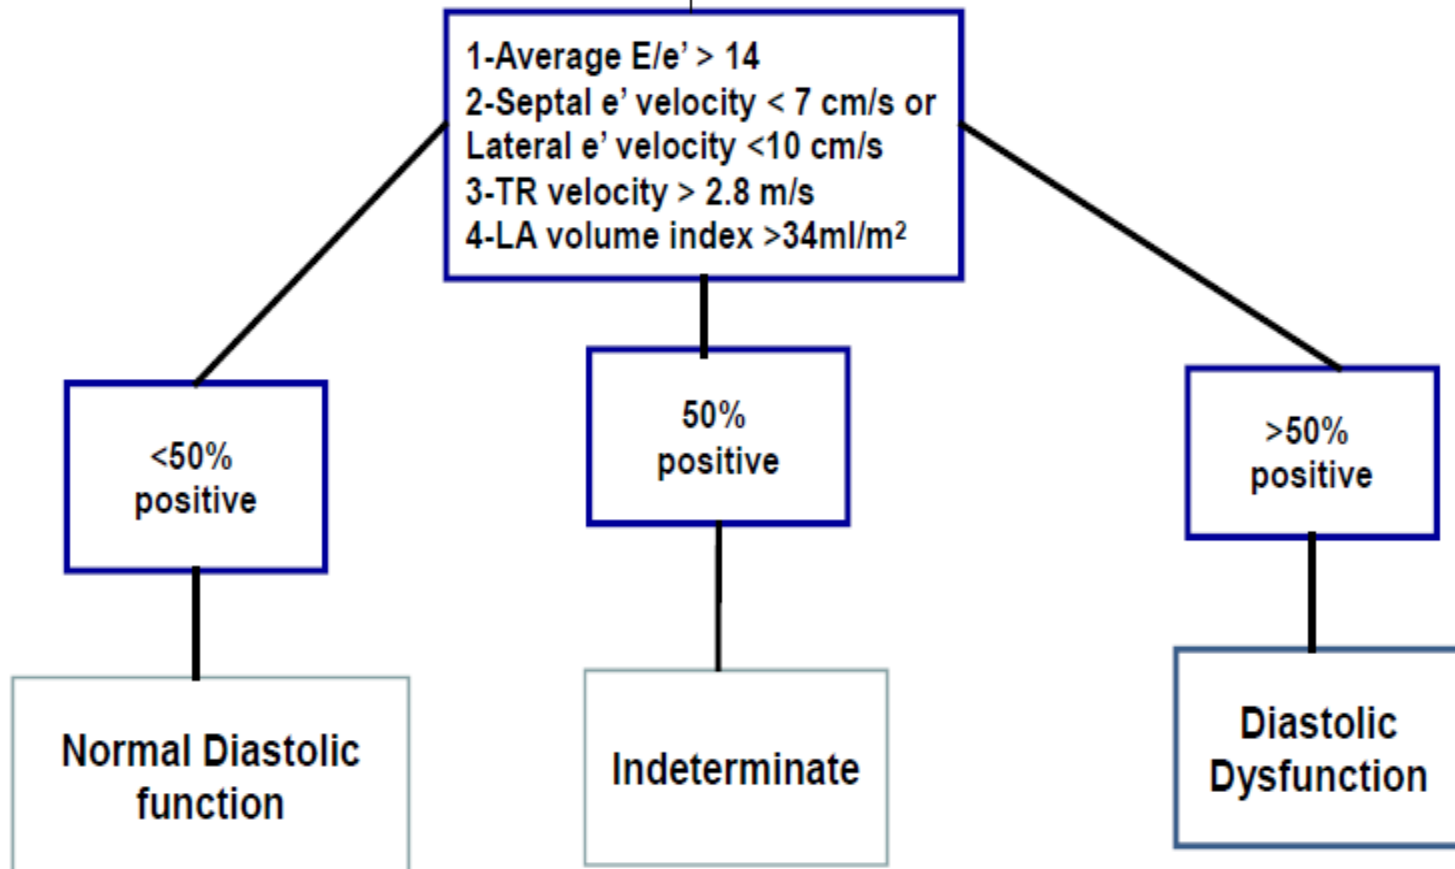 1-Average E/e’ > 14
2-Septal e’ velocity < 7 cm/s or
Lateral e’ velocity <10 cm/s
3-TR velocity > 2.8 m/s
4-LA volume index >34ml/m²
<50%
positive
50%
positive
>50%
positive
Normal Diastolic
function
Indeterminate
Diastolic
Dysfunction